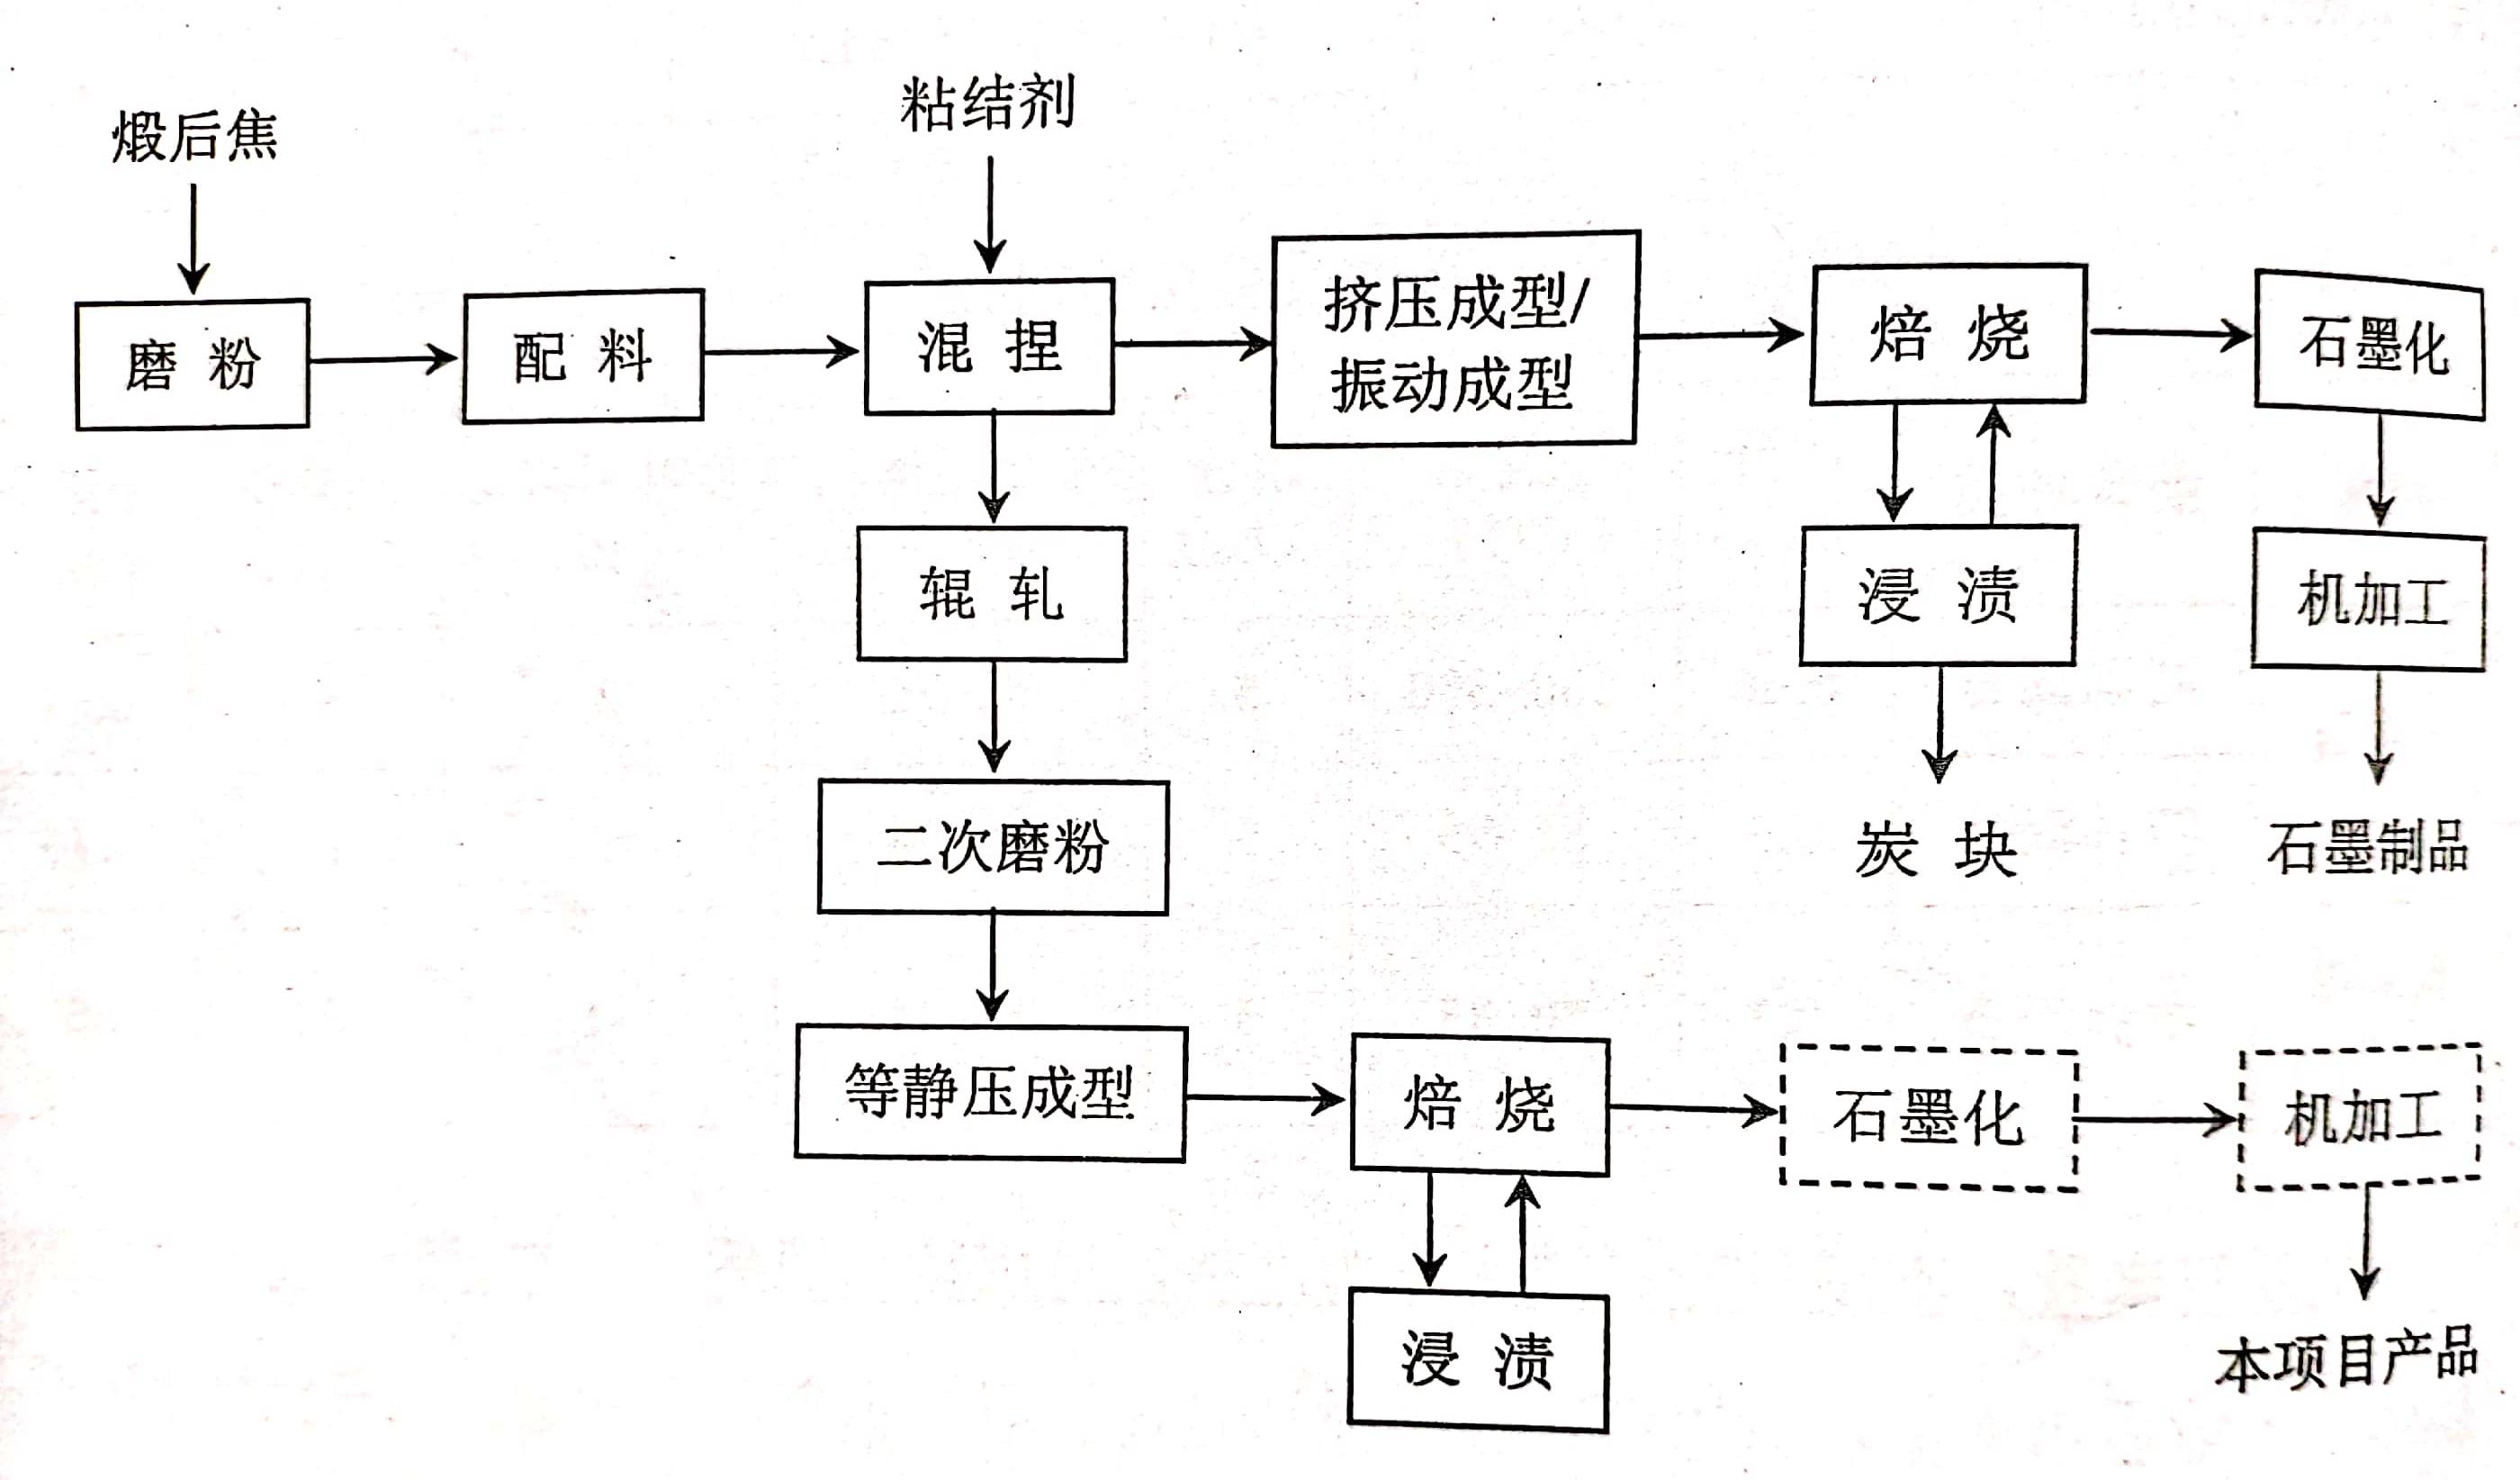 粘结剂
煅后焦
磨 粉
配 料
混 捏
挤压成型/
振动成型
焙 烧
石墨化
辊 轧
浸 渍
机加工
二次磨粉
炭 块
石墨制品
等静压成型
焙 烧
石墨化
机加工
浸 渍
本项目产品